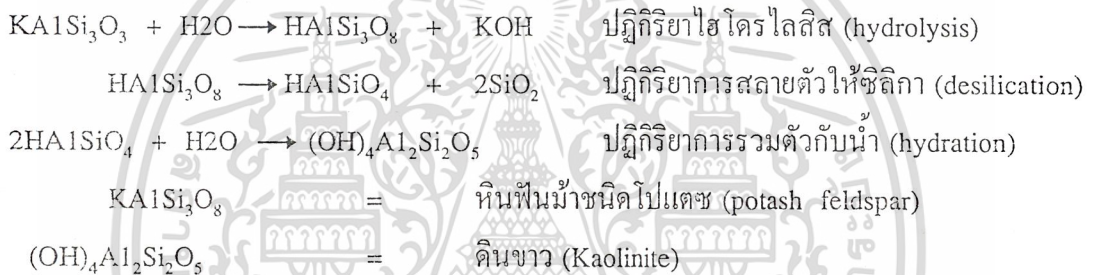 KA1Si₃O₃ + H2O → HA1Si₃O₈ + KOH ปฏิกิริยาไฮโดรไลสิส (hydrolysis)
HA1Si₃O₈ → HA1SiO₄ + 2SiO₂ ปฏิกิริยาการสลายตัวให้ซิลิกา (desilication)
2HA1SiO₄ + H2O → (OH)₄A1₂Si₂O₅ ปฏิกิริยาการรวมตัวกับน้ำ (hydration)
KA1Si₃O₈ = หินฟันม้าชนิดโปแตซ (potash feldspar)
(OH)₄A1₂Si₂O₅ = ดินขาว (Kaolinite)